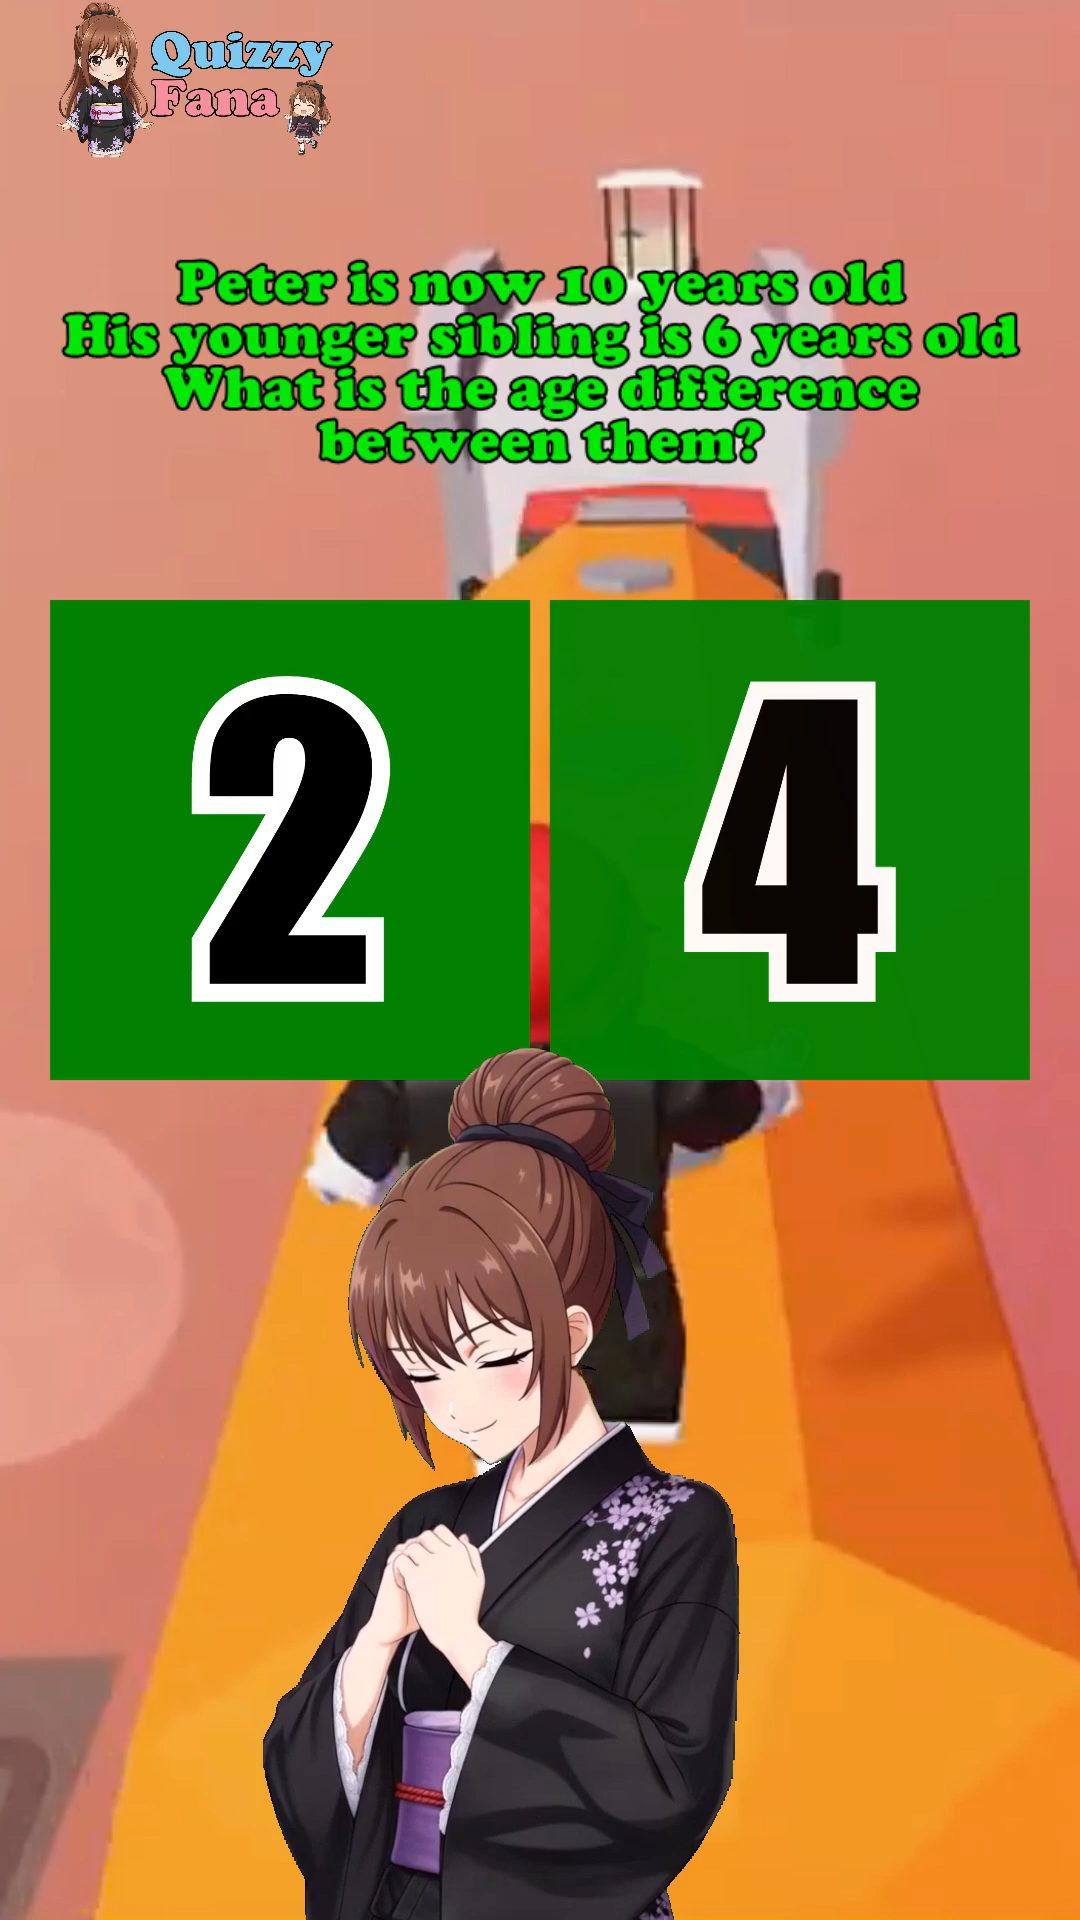 Quizzy
Fana
Peter is now 10 years old
His younger sibling is 6 years old
What is the age difference
between them?
2
4